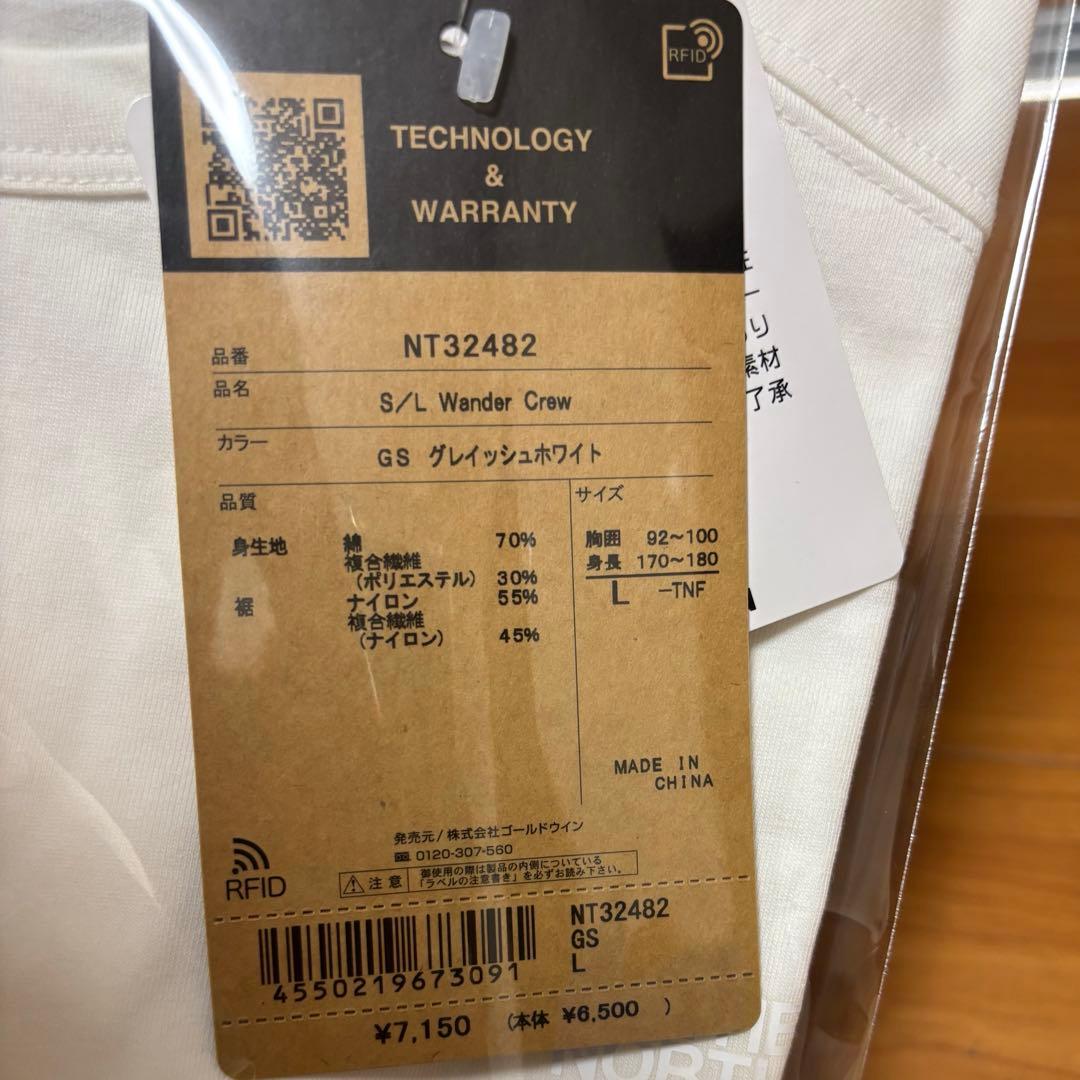 RFID
TECHNOLOGY
&
WARRANTY
品番 NT32482
品名 S/L Wander Crew
カラー GS グレイッシュホワイト
品質
身生地 綿 70%
複合繊維
(ポリエステル) 30%
裾 ナイロン 55%
複合繊維
(ナイロン) 45%
サイズ
胸囲 92~100
身長 170~180
L -TNF
MADE IN
CHINA
発売元/株式会社ゴールドウイン
0120-307-560
RFID
注意
御使用の際は製品の内側についている
「ラベルの注意書き」を必ずお読み下さい。
4550219673091
NT32482
GS
L
¥7,150 (本体 ¥6,500 )
り
素材
了承
NORTH